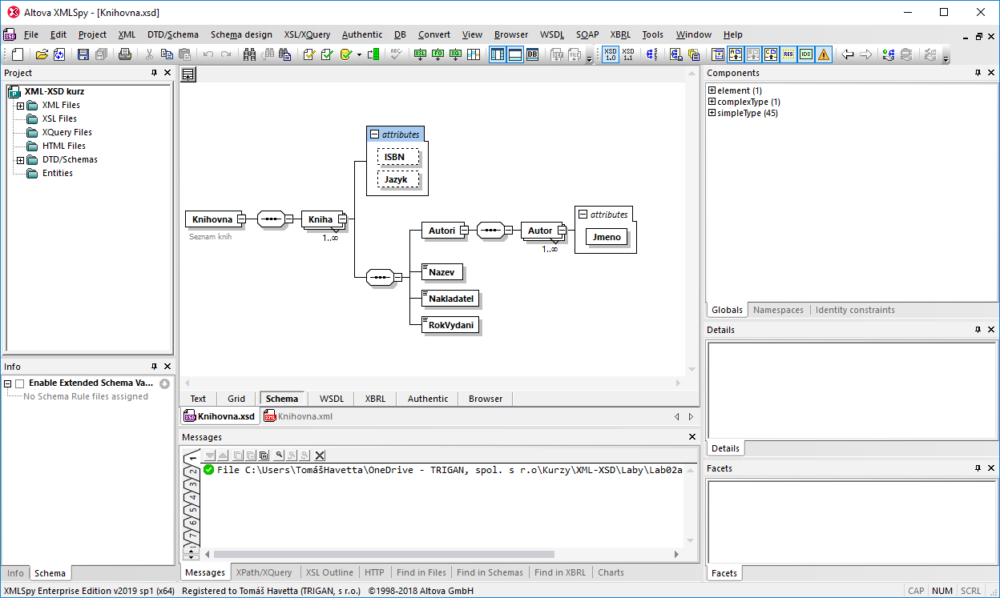 Altova XMLSpy - [Knihovna.xsd]
File Edit Project XML DTD/Schema Schema design XSL/XQuery Authentic DB Convert View Browser WSDL SOAP XBRL Tools Window Help
XSD 1.0 XSD 1.1
Project
XML-XSD kurz
XML Files
XSL Files
XQuery Files
HTML Files
DTD/Schemas
Entities
Info
Enable Extended Schema Va...
No Schema Rule files assigned
Info Schema
attributes
ISBN
Jazyk
Knihovna
Seznam knih
Kniha
1..∞
Autori
Autor
1..∞
attributes
Jmeno
Nazev
Nakladatel
RokVydani
Text Grid Schema WSDL XBRL Authentic Browser
Knihovna.xsd Knihovna.xml
Messages
1
2
3
4
5
6
7
File C:\Users\TomášHavetta\OneDrive - TRIGAN, spol. s r.o\Kurzy\XML-XSD\Laby\Lab02a
Messages XPath/XQuery XSL Outline HTTP Find in Files Find in Schemas Find in XBRL Charts
Components
element (1)
complexType (1)
simpleType (45)
Globals Namespaces Identity constraints
Details
Details
Facets
Facets
XMLSpy Enterprise Edition v2019 sp1 (x64) Registered to Tomáš Havetta (TRIGAN, s r.o.) ©1998-2018 Altova GmbH
CAP NUM SCRL